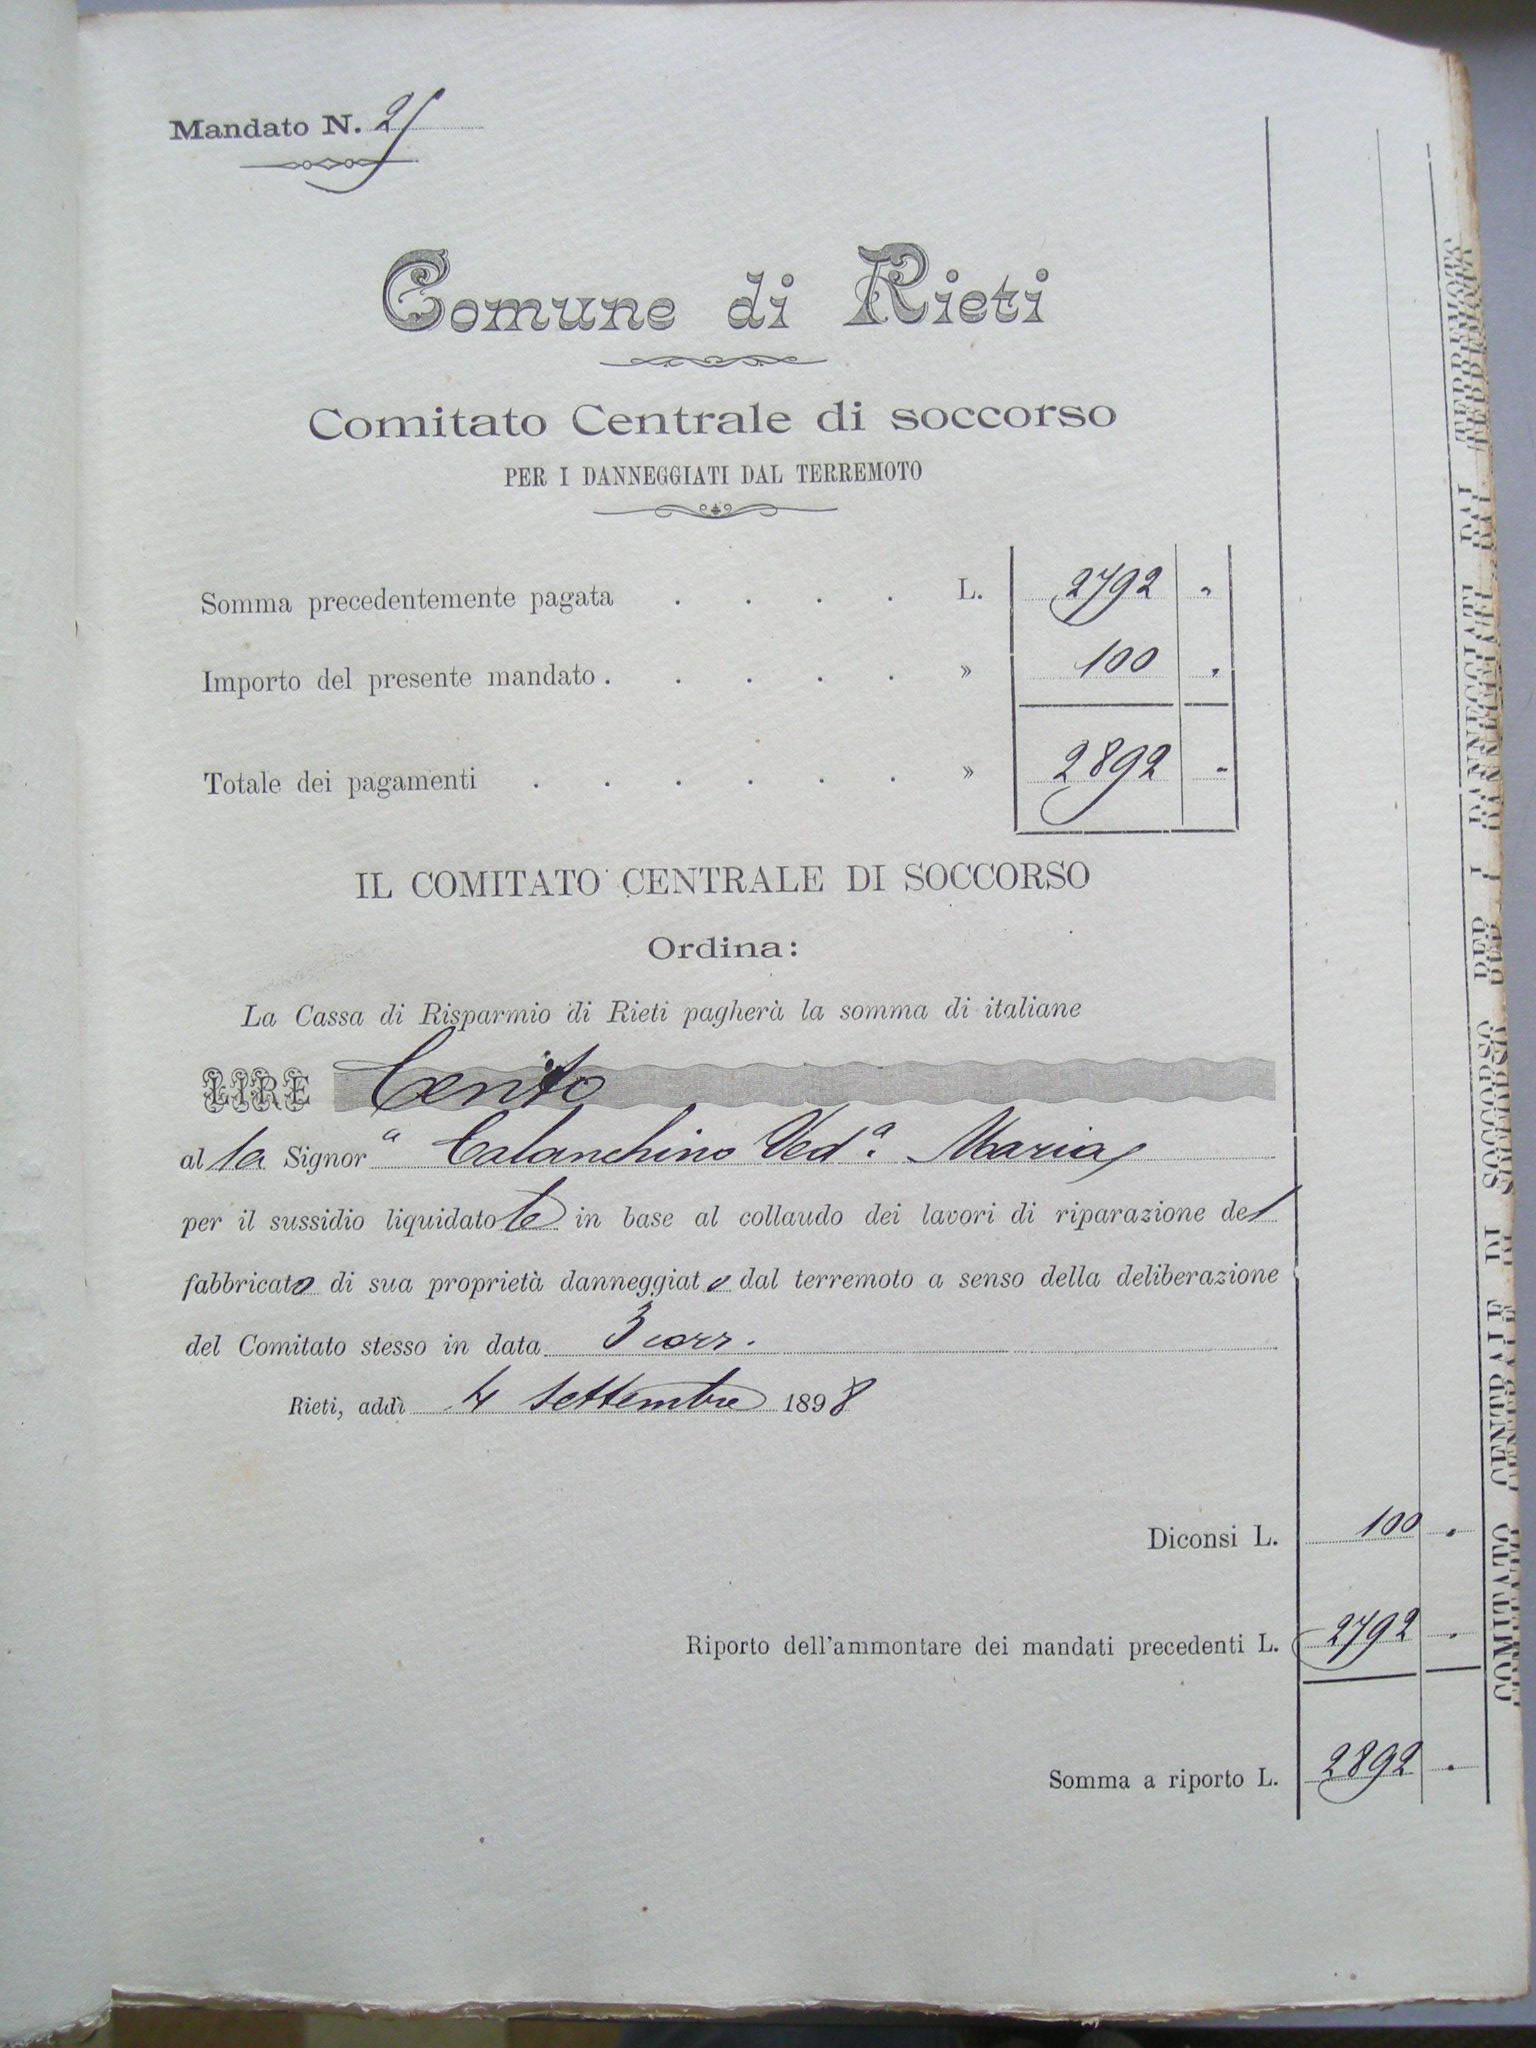 Mandato N. 25
Comune di Rieti
Comitato Centrale di soccorso
PER I DANNEGGIATI DAL TERREMOTO
Somma precedentemente pagata . . . . L. 2792 "
Importo del presente mandato . . . . . » 100 "
Totale dei pagamenti . . . . . . » 2892 "
IL COMITATO CENTRALE DI SOCCORSO
Ordina:
La Cassa di Risparmio di Rieti pagherà la somma di italiane
LIRE Cento
alla Signorª Calanchino Vedª. Maria
per il sussidio liquidatole in base al collaudo dei lavori di riparazione del
fabbricato di sua proprietà danneggiato dal terremoto a senso della deliberazione
del Comitato stesso in data 3 corr.
Rieti, addì 4 Settembre 1898
Diconsi L. 100 "
Riporto dell'ammontare dei mandati precedenti L. 2792 "
Somma a riporto L. 2892 "
COMITATO GENERALE DI SOCCORSO PER I DANNEGGIATI DAL TERREMOTO